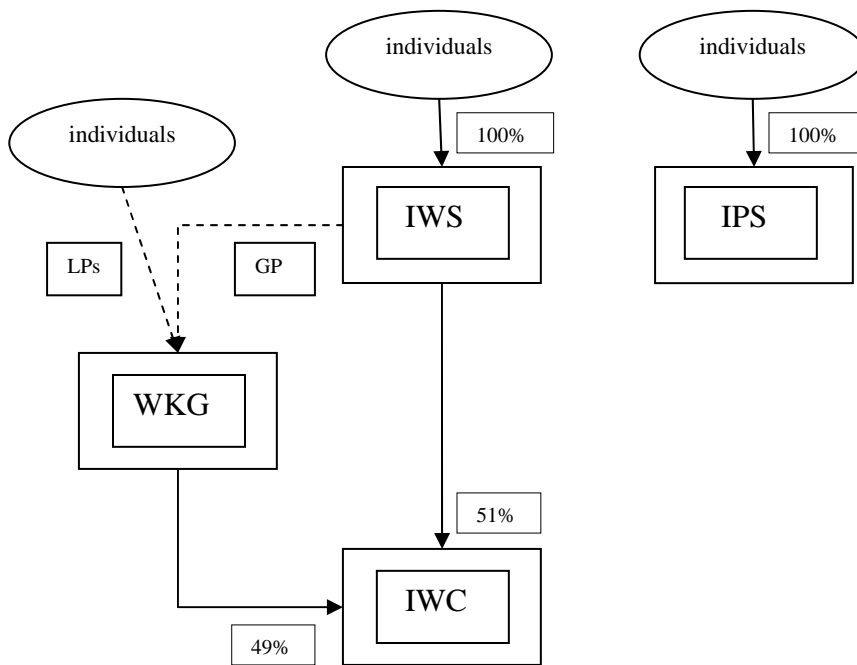 individuals
individuals
individuals
100%
100%
IWS
IPS
LPs
GP
WKG
51%
IWC
49%